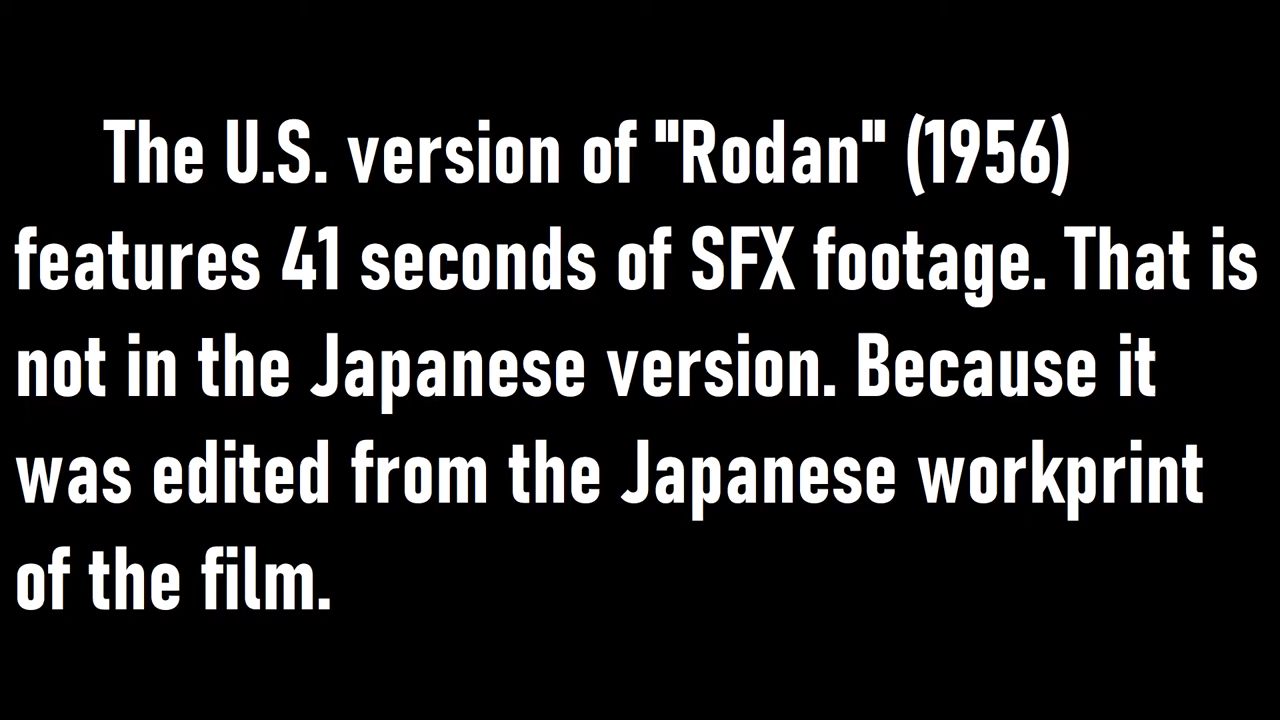 The U.S. version of "Rodan" (1956)
features 41 seconds of SFX footage. That is
not in the Japanese version. Because it
was edited from the Japanese workprint
of the film.